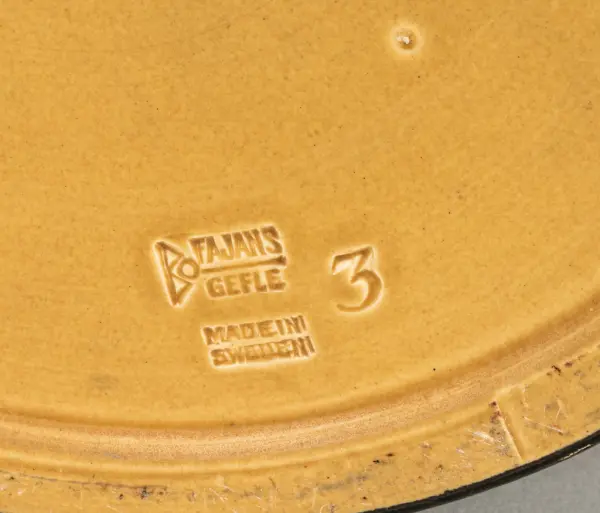 BO FAJANS
GEFLE
3
MADE IN
SWEDEN